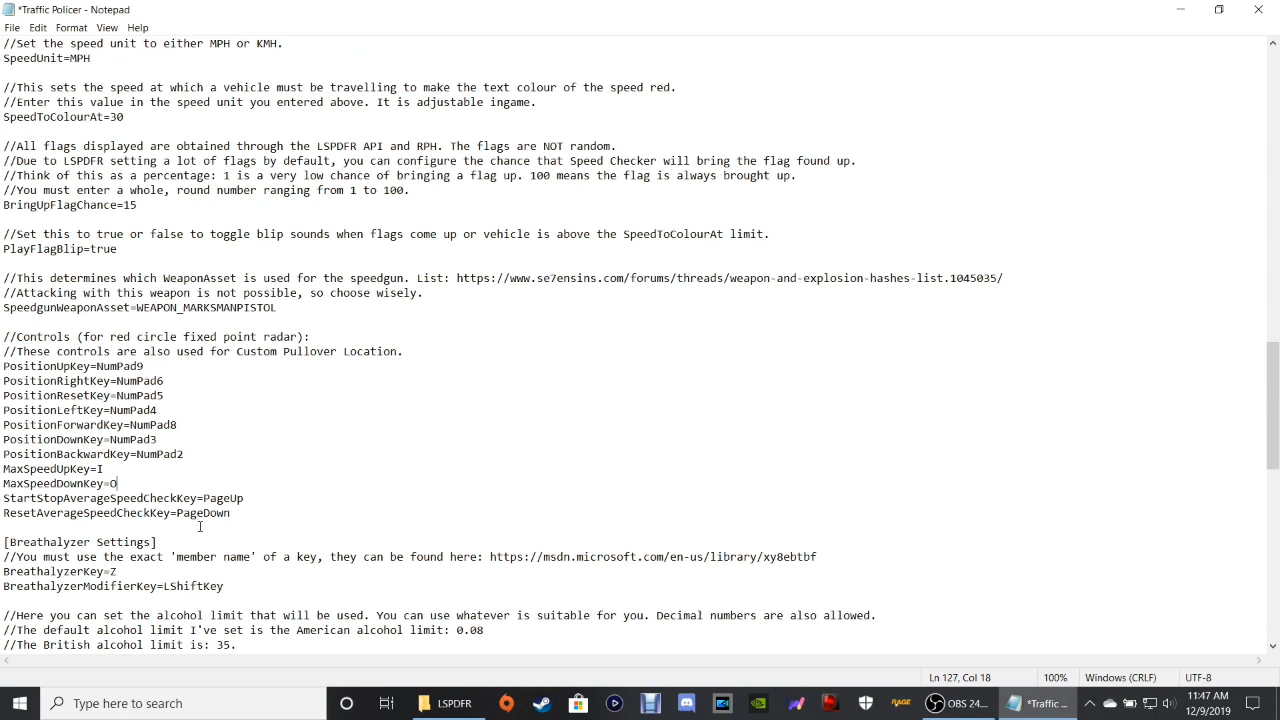 *Traffic Policer - Notepad
File Edit Format View Help
//Set the speed unit to either MPH or KMH.
SpeedUnit=MPH
//This sets the speed at which a vehicle must be travelling to make the text colour of the speed red.
//Enter this value in the speed unit you entered above. It is adjustable ingame.
SpeedToColourAt=30
//All flags displayed are obtained through the LSPDFR API and RPH. The flags are NOT random.
//Due to LSPDFR setting a lot of flags by default, you can configure the chance that Speed Checker will bring the flag found up.
//Think of this as a percentage: 1 is a very low chance of bringing a flag up. 100 means the flag is always brought up.
//You must enter a whole, round number ranging from 1 to 100.
BringUpFlagChance=15
//Set this to true or false to toggle blip sounds when flags come up or vehicle is above the SpeedToColourAt limit.
PlayFlagBlip=true
//This determines which WeaponAsset is used for the speedgun. List: https://www.se7ensins.com/forums/threads/weapon-and-explosion-hashes-list.1045035/
//Attacking with this weapon is not possible, so choose wisely.
SpeedgunWeaponAsset=WEAPON_MARKSMANPISTOL
//Controls (for red circle fixed point radar):
//These controls are also used for Custom Pullover Location.
PositionUpKey=NumPad9
PositionRightKey=NumPad6
PositionResetKey=NumPad5
PositionLeftKey=NumPad4
PositionForwardKey=NumPad8
PositionDownKey=NumPad3
PositionBackwardKey=NumPad2
MaxSpeedUpKey=I
MaxSpeedDownKey=O
StartStopAverageSpeedCheckKey=PageUp
ResetAverageSpeedCheckKey=PageDown
[Breathalyzer Settings]
//You must use the exact 'member name' of a key, they can be found here: https://msdn.microsoft.com/en-us/library/xy8ebtbf
BreathalyzerKey=Z
BreathalyzerModifierKey=LShiftKey
//Here you can set the alcohol limit that will be used. You can use whatever is suitable for you. Decimal numbers are also allowed.
//The default alcohol limit I've set is the American alcohol limit: 0.08
//The British alcohol limit is: 35.
Ln 127, Col 18 100% Windows (CRLF) UTF-8
Type here to search LSPDFR RAGE OBS 24... *Traffic ... 11:47 AM
12/9/2019